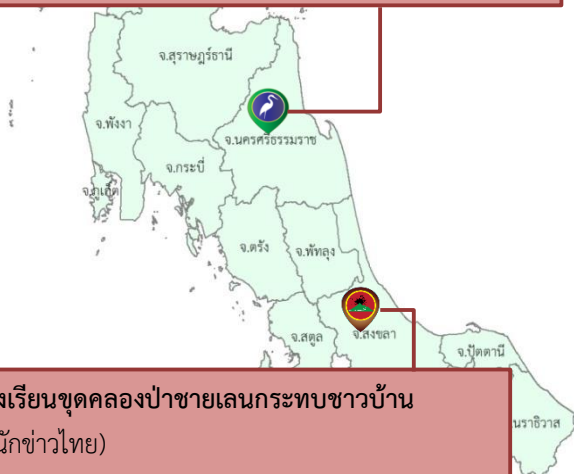 จ.สุราษฎร์ธานี
จ.พังงา
จ.นครศรีธรรมราช
จ.กระบี่
จ.ภูเก็ต
จ.ตรัง
จ.พัทลุง
จ.สตูล
จ.สงขลา
จ.ปัตตานี
นราธิวาส
งเรียนขุดคลองป่าชายเลนกระทบชาวบ้าน
นักข่าวไทย)